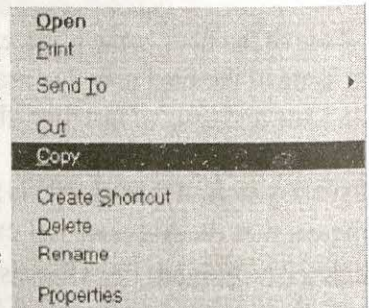 Open
Print
Send To
Cut
Copy
Create Shortcut
Delete
Rename
Properties